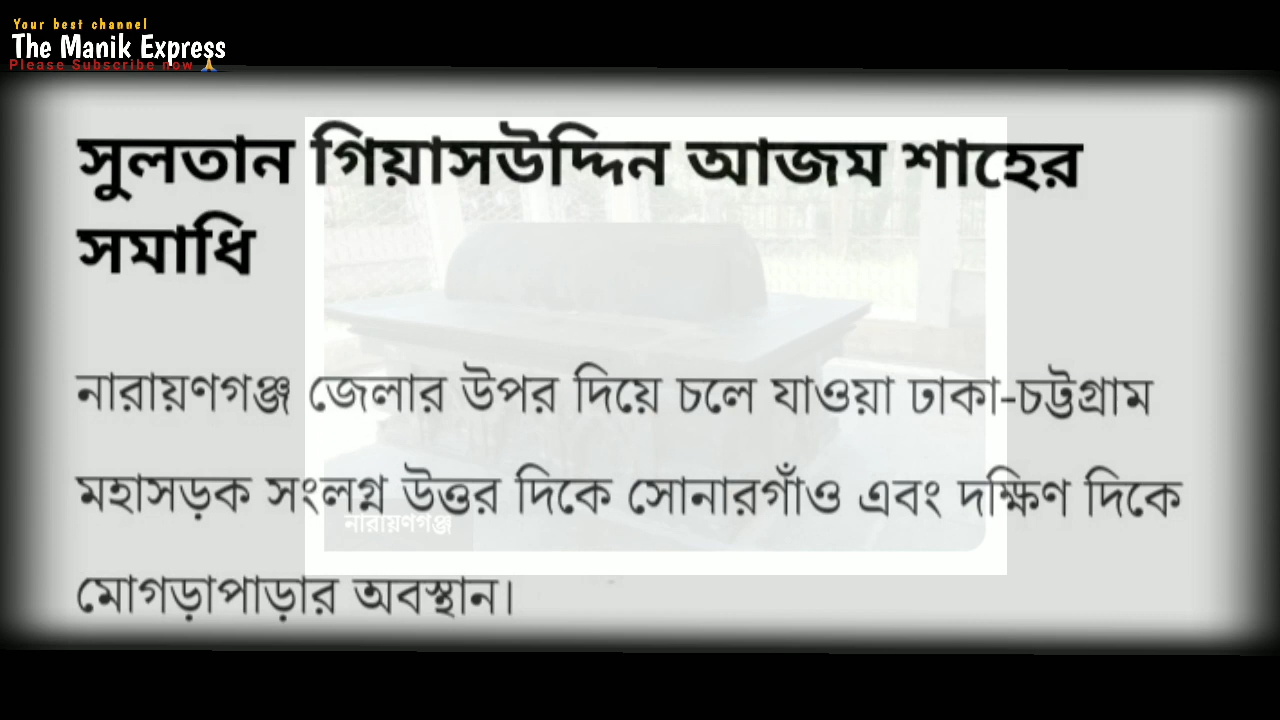 Your best channel
The Manik Express
Please Subscribe now 🙏
সুলতান গিয়াসউদ্দিন আজম শাহের
সমাধি
নারায়ণগঞ্জ জেলার উপর দিয়ে চলে যাওয়া ঢাকা-চট্টগ্রাম
মহাসড়ক সংলগ্ন উত্তর দিকে সোনারগাঁও এবং দক্ষিণ দিকে
নারায়ণগঞ্জ
মোগড়াপাড়ার অবস্থান।